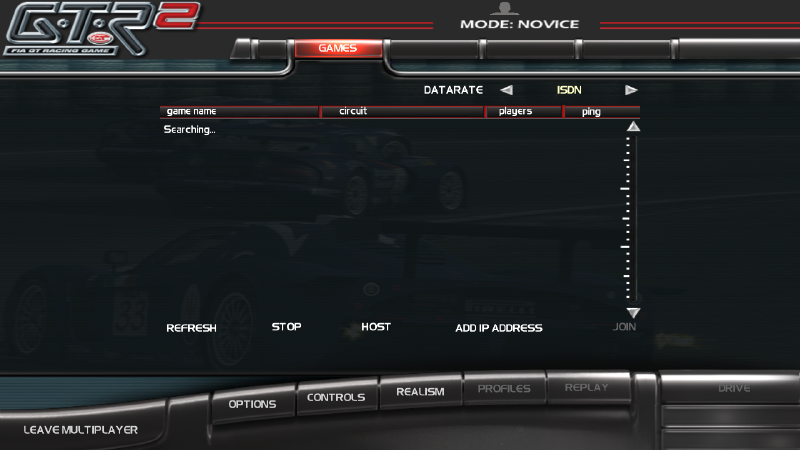 GTR2
FIA GT RACING GAME
MODE: NOVICE
GAMES
DATARATE ISDN
game name circuit players ping
Searching...
REFRESH STOP HOST ADD IP ADDRESS JOIN
OPTIONS CONTROLS REALISM PROFILES REPLAY DRIVE
LEAVE MULTIPLAYER